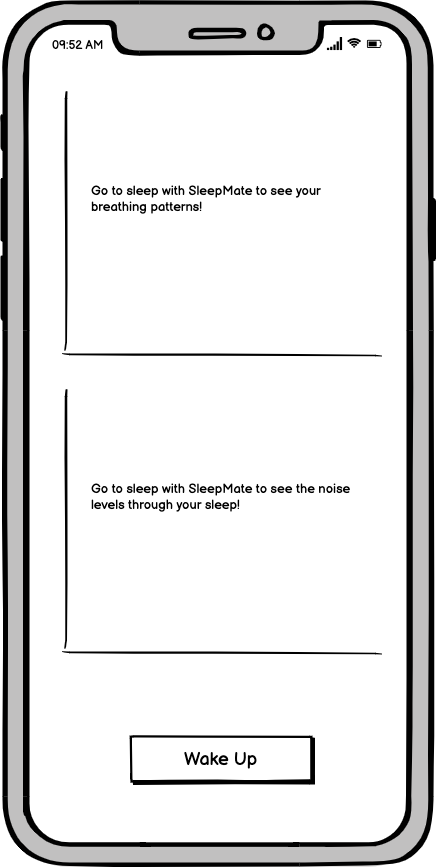 09:52 AM
Go to sleep with SleepMate to see your
breathing patterns!
Go to sleep with SleepMate to see the noise
levels through your sleep!
Wake Up